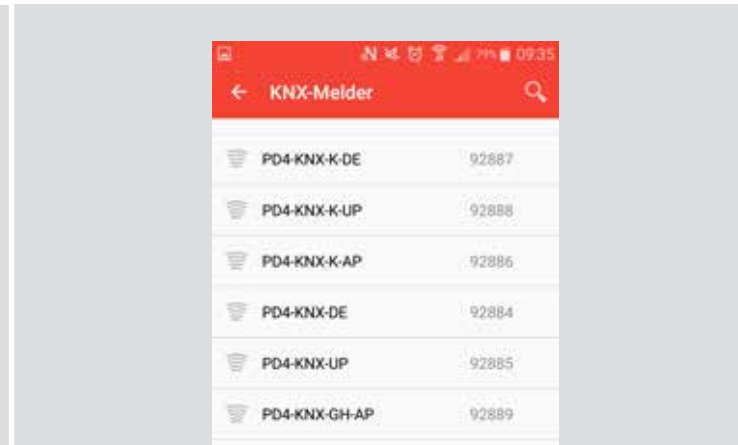 79% 09:35
KNX-Melder
PD4-KNX-K-DE 92887
PD4-KNX-K-UP 92888
PD4-KNX-K-AP 92886
PD4-KNX-DE 92884
PD4-KNX-UP 92885
PD4-KNX-GH-AP 92889